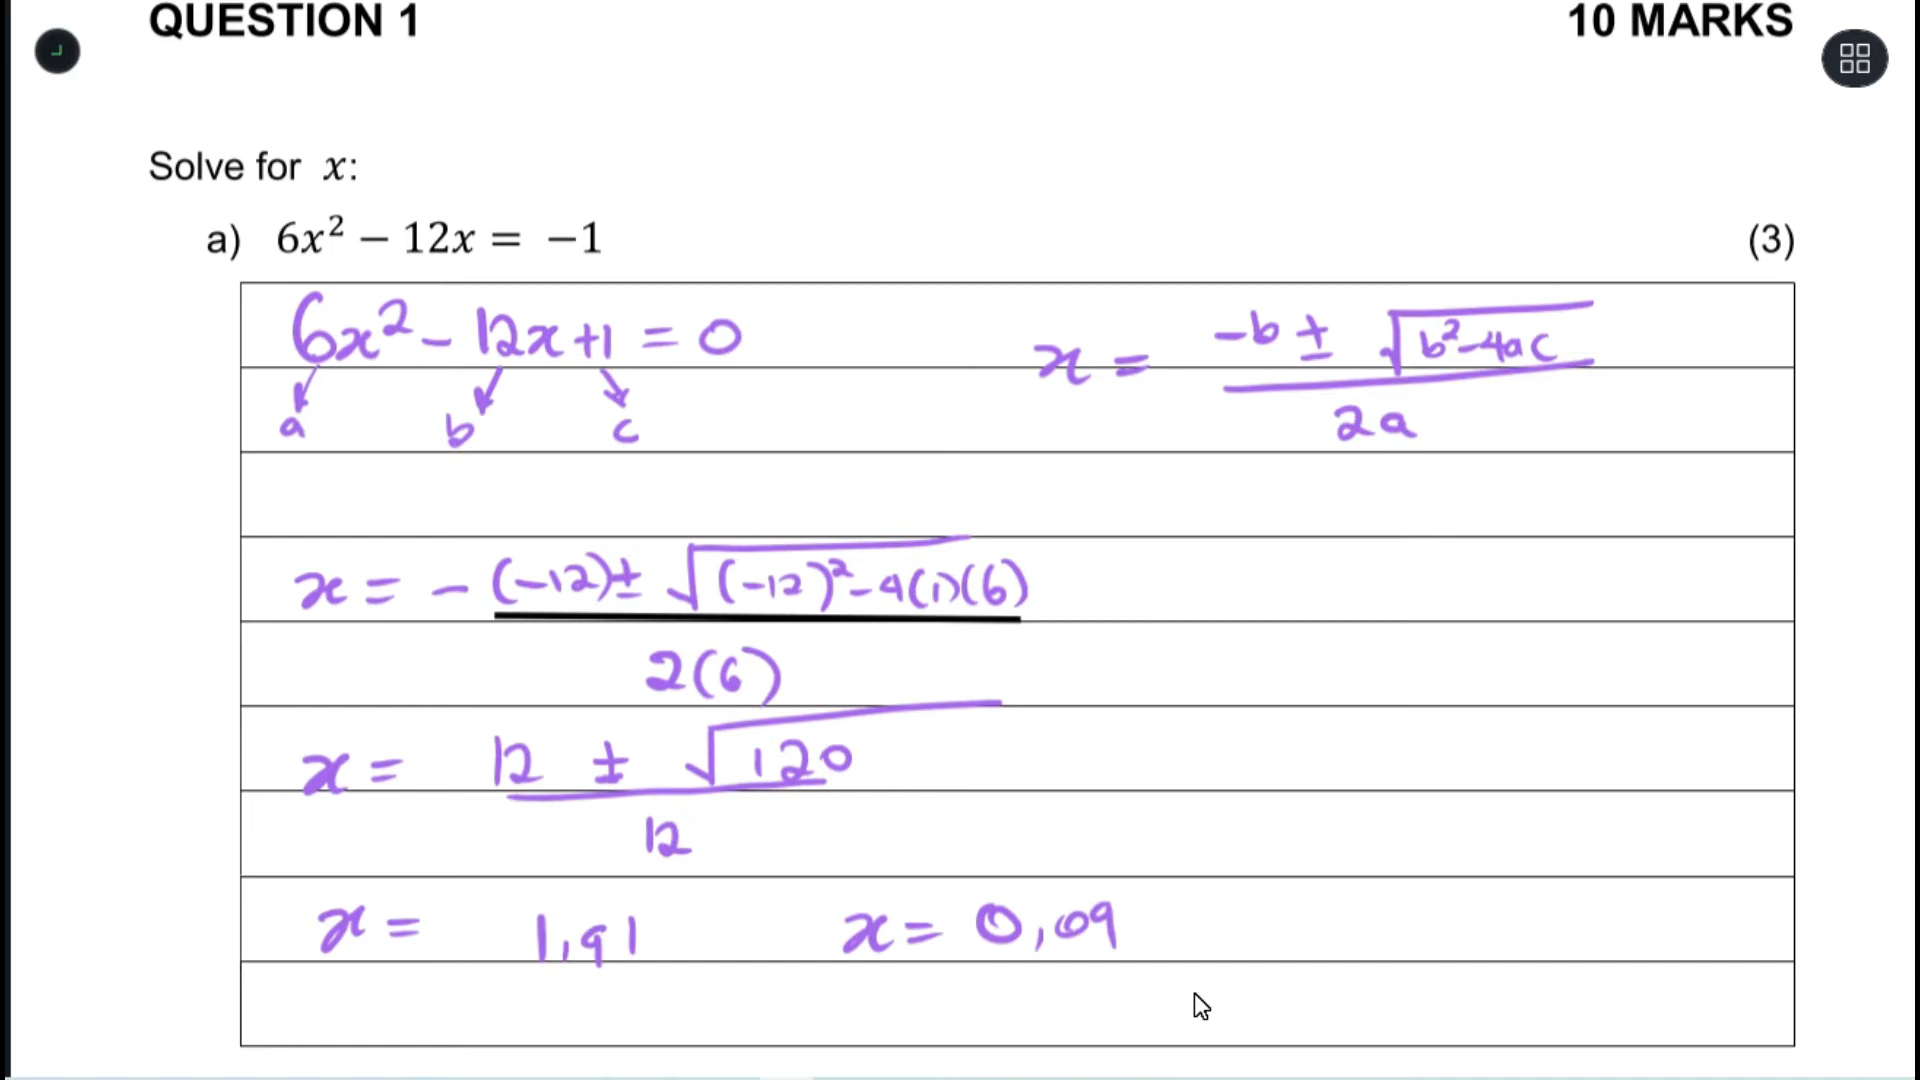 QUESTION 1 10 MARKS
Solve for x:
a) 6x² − 12x = −1 (3)
6x² − 12x + 1 = 0
a b c
x = (−b ± √(b² − 4ac)) / 2a
x = −(−12) ± √((−12)² − 4(1)(6))
2(6)
x = 12 ± √120
12
x = 1,91 x = 0,09